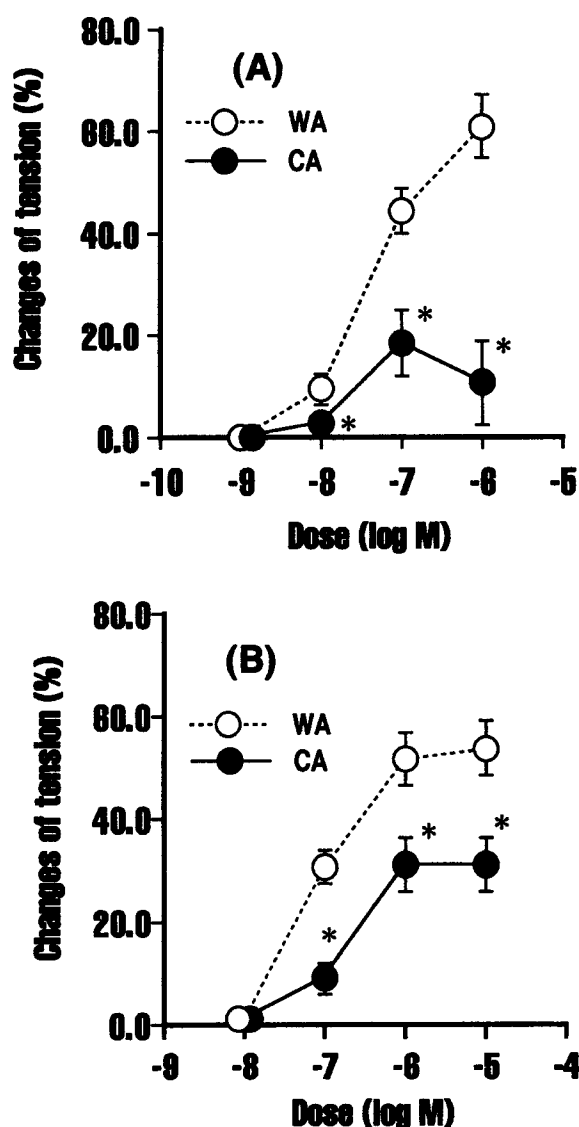 80.0
(A)
WA
60.0
CA
40.0
20.0
*
*
*
0.0
-10 -9 -8 -7 -6 -5
Changes of tension (%)
Dose (log M)
80.0
(B)
WA
60.0
CA
40.0
*
*
20.0
*
0.0
-9 -8 -7 -6 -5 -4
Changes of tension (%)
Dose (log M)